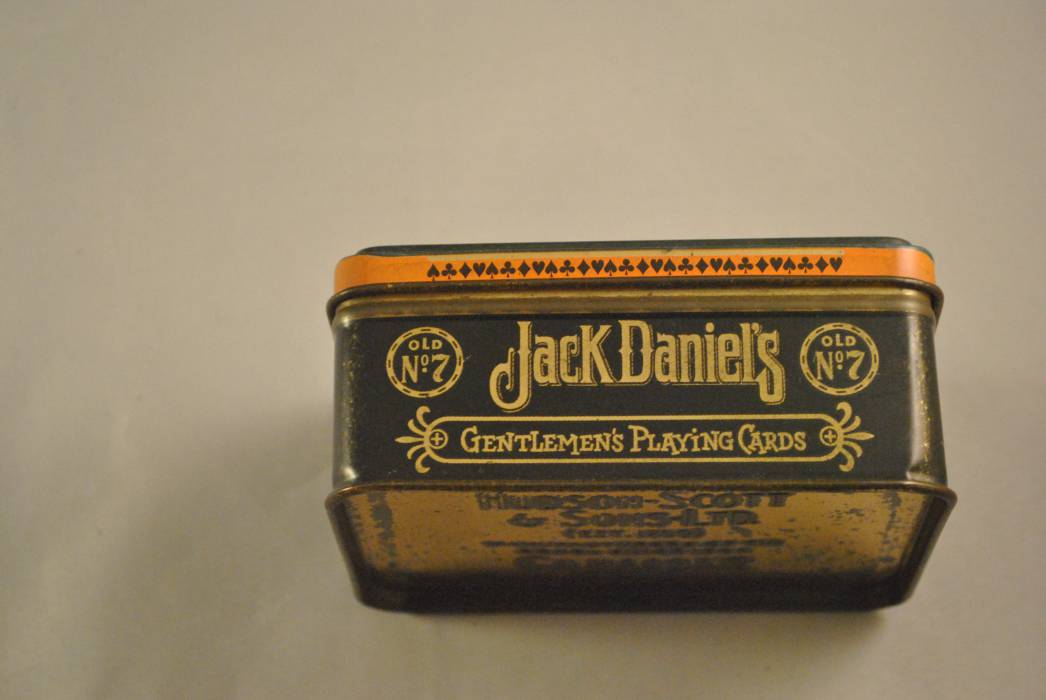 Jack Daniel's
OLD
Nº7
OLD
Nº7
GENTLEMEN'S PLAYING CARDS
HUDSON-SCOTT
& SONS-LTD